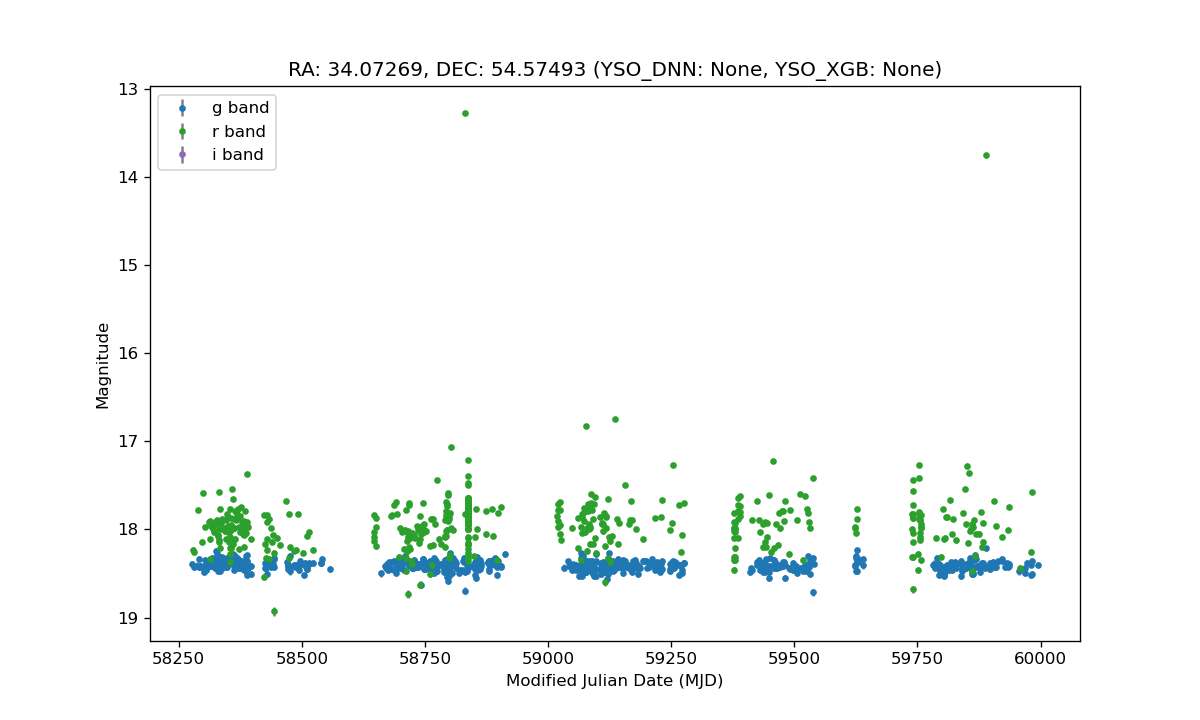 RA: 34.07269, DEC: 54.57493 (YSO_DNN: None, YSO_XGB: None)
g band
r band
i band
13
14
15
16
17
18
19
Magnitude
58250 58500 58750 59000 59250 59500 59750 60000
Modified Julian Date (MJD)